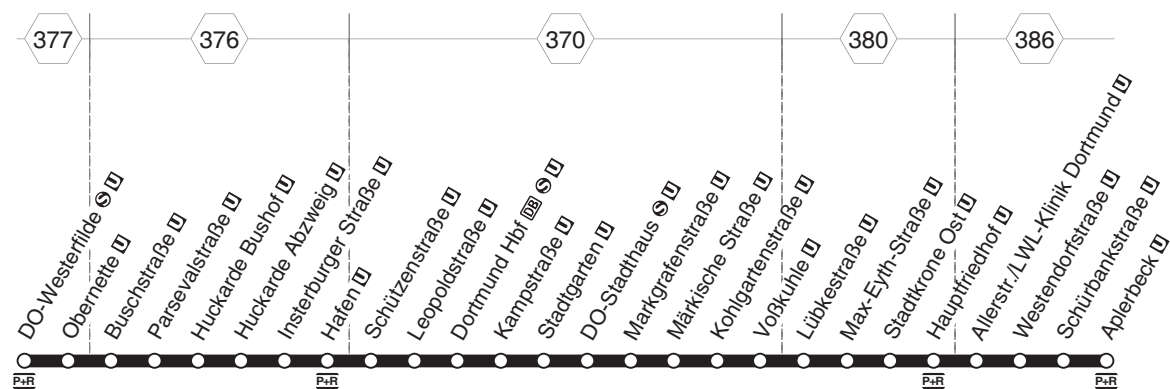 377 376 370 380 386
DO-Westerfilde S U
Obernette U
Buschstraße U
Parsevalstraße U
Huckarde Bushof U
Huckarde Abzweig U
Insterburger Straße U
Hafen U
Schützenstraße U
Leopoldstraße U
Dortmund Hbf DB S U
Kampstraße U
Stadtgarten U
DO-Stadthaus S U
Markgrafenstraße U
Märkische Straße U
Kohlgartenstraße U
Voßkuhle U
Lübkestraße U
Max-Eyth-Straße U
Stadtkrone Ost U
Hauptfriedhof U
Allerstr./LWL-Klinik Dortmund U
Westendorfstraße U
Schürbankstraße U
Aplerbeck U
P+R P+R P+R P+R